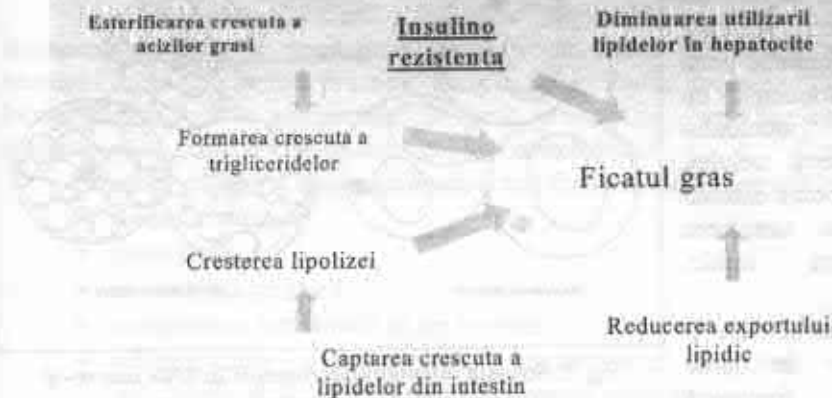 Esterificarea crescuta a
acizilor grasi
Insulino
rezistenta
Diminuarea utilizarii
lipidelor în hepatocite
Formarea crescuta a
trigliceridelor
Ficatul gras
Cresterea lipolizei
Reducerea exportului
lipidic
Captarea crescuta a
lipidelor din intestin